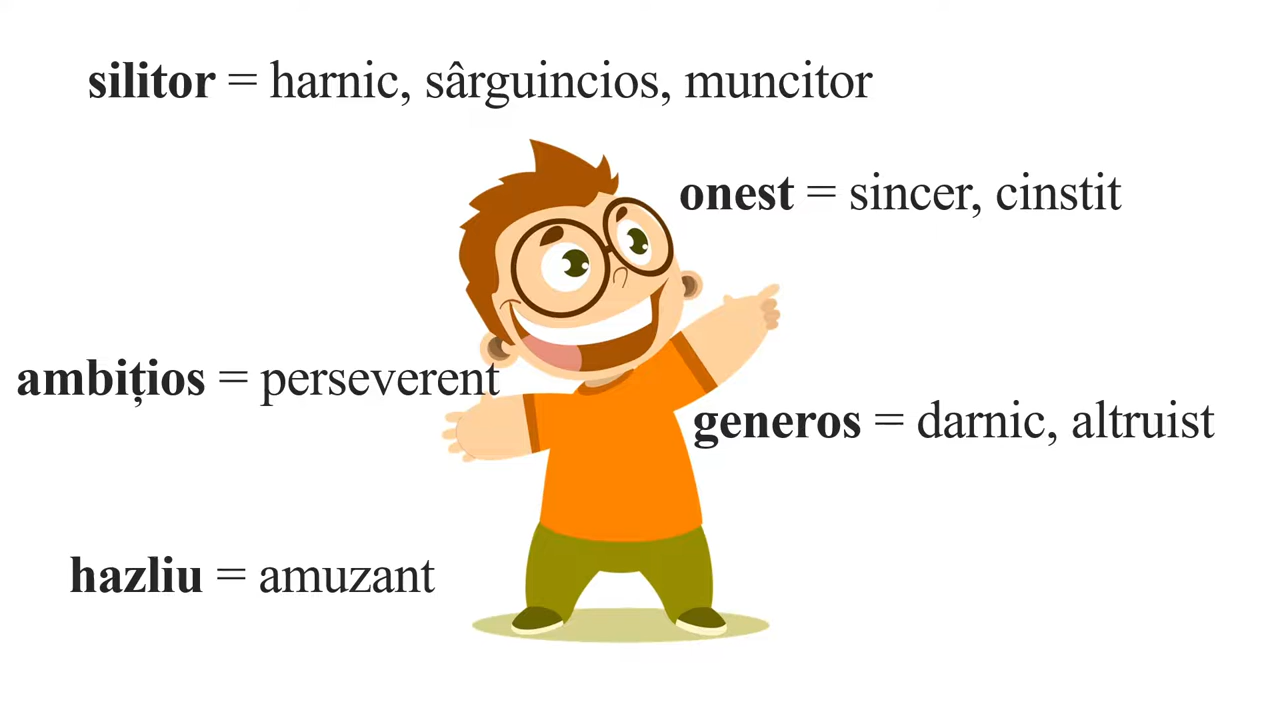 silitor = harnic, sârguincios, muncitor
onest = sincer, cinstit
ambițios = perseverent
generos = darnic, altruist
hazliu = amuzant